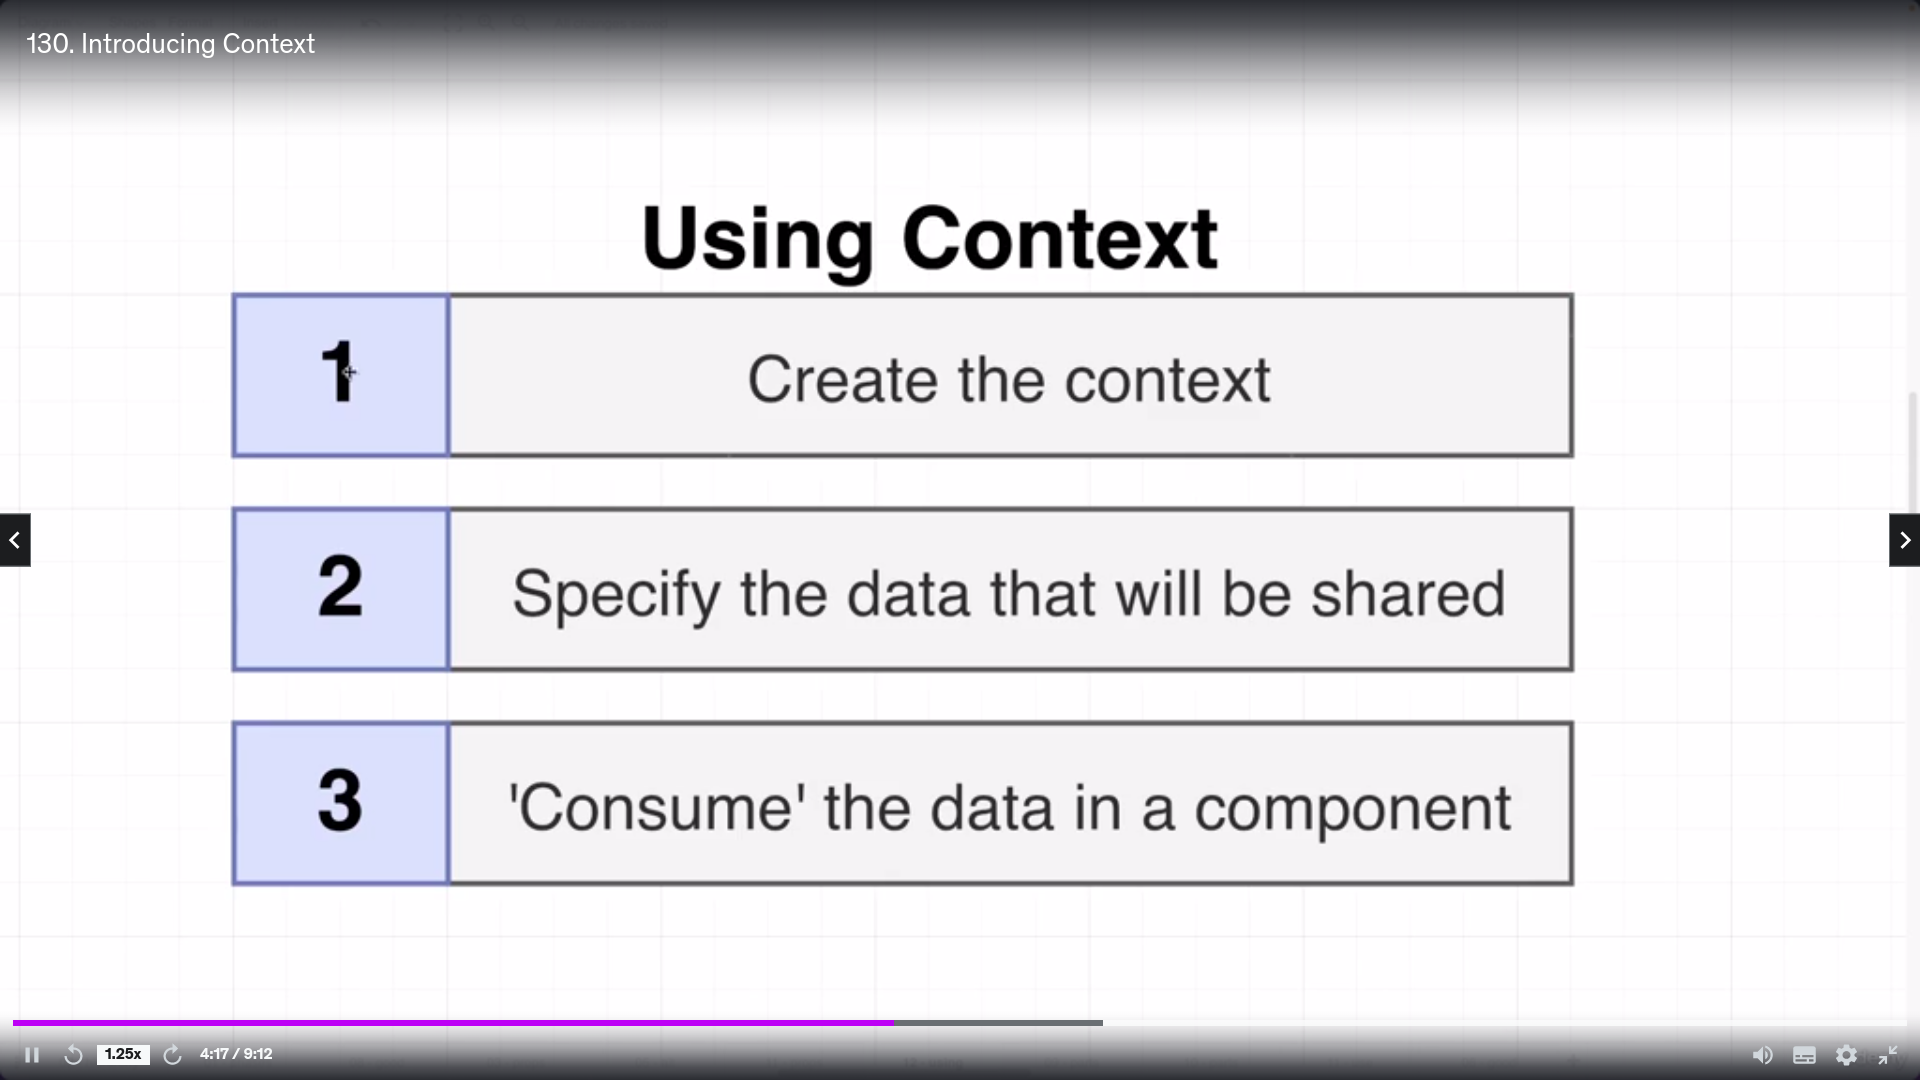 130. Introducing Context
Using Context
1 Create the context
2 Specify the data that will be shared
3 'Consume' the data in a component
1.25x 4:17 / 9:12